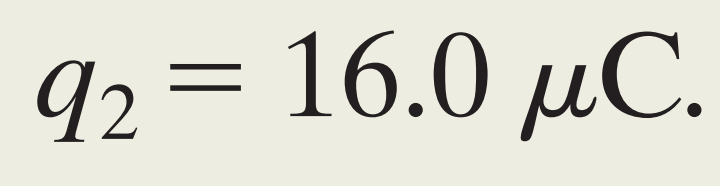 q₂ = 16.0 μC.